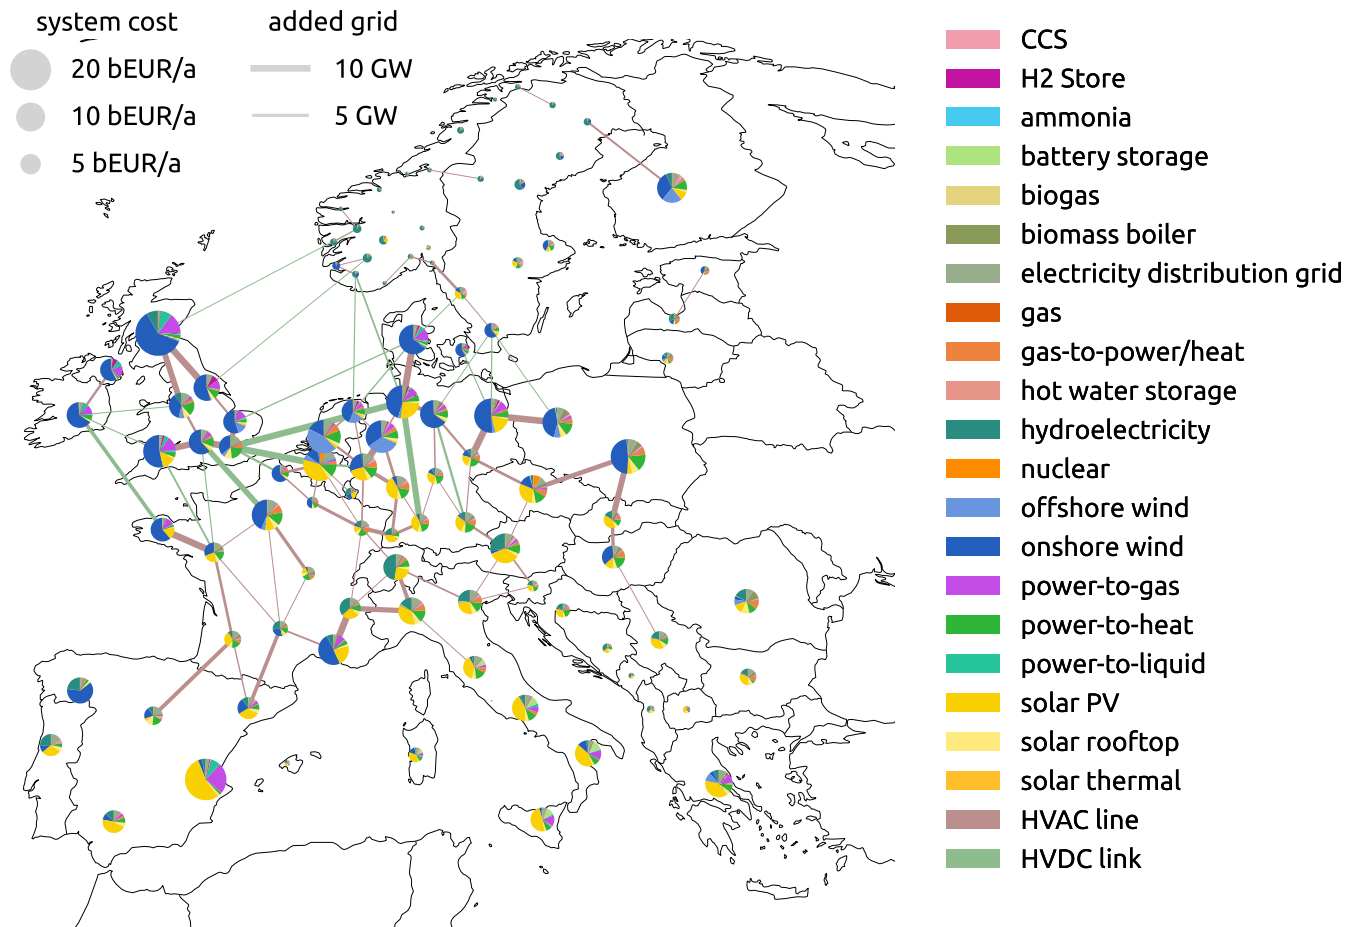 system cost
added grid
20 bEUR/a
10 GW
10 bEUR/a
5 GW
5 bEUR/a
CCS
H2 Store
ammonia
battery storage
biogas
biomass boiler
electricity distribution grid
gas
gas-to-power/heat
hot water storage
hydroelectricity
nuclear
offshore wind
onshore wind
power-to-gas
power-to-heat
power-to-liquid
solar PV
solar rooftop
solar thermal
HVAC line
HVDC link